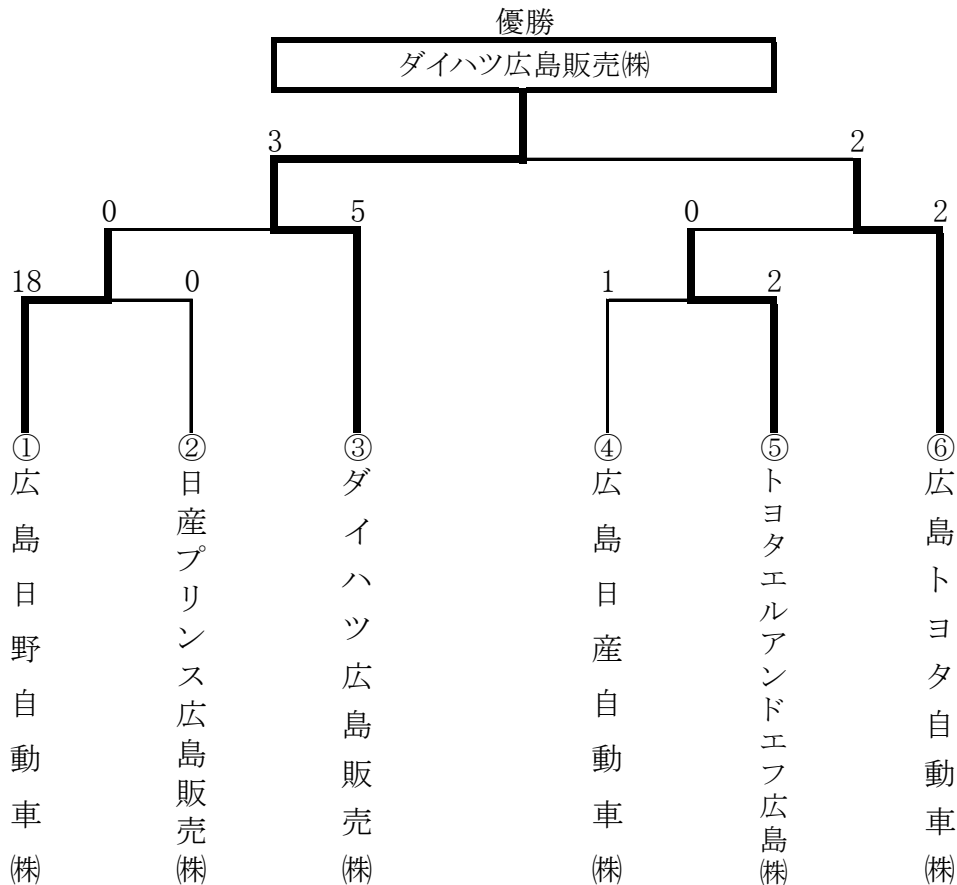 優勝
ダイハツ広島販売㈱
3
2
0
5
0
2
18
0
1
2
①広島日野自動車㈱
②日産プリンス広島販売㈱
③ダイハツ広島販売㈱
④広島日産自動車㈱
⑤トヨタエルアンドエフ広島㈱
⑥広島トヨタ自動車㈱